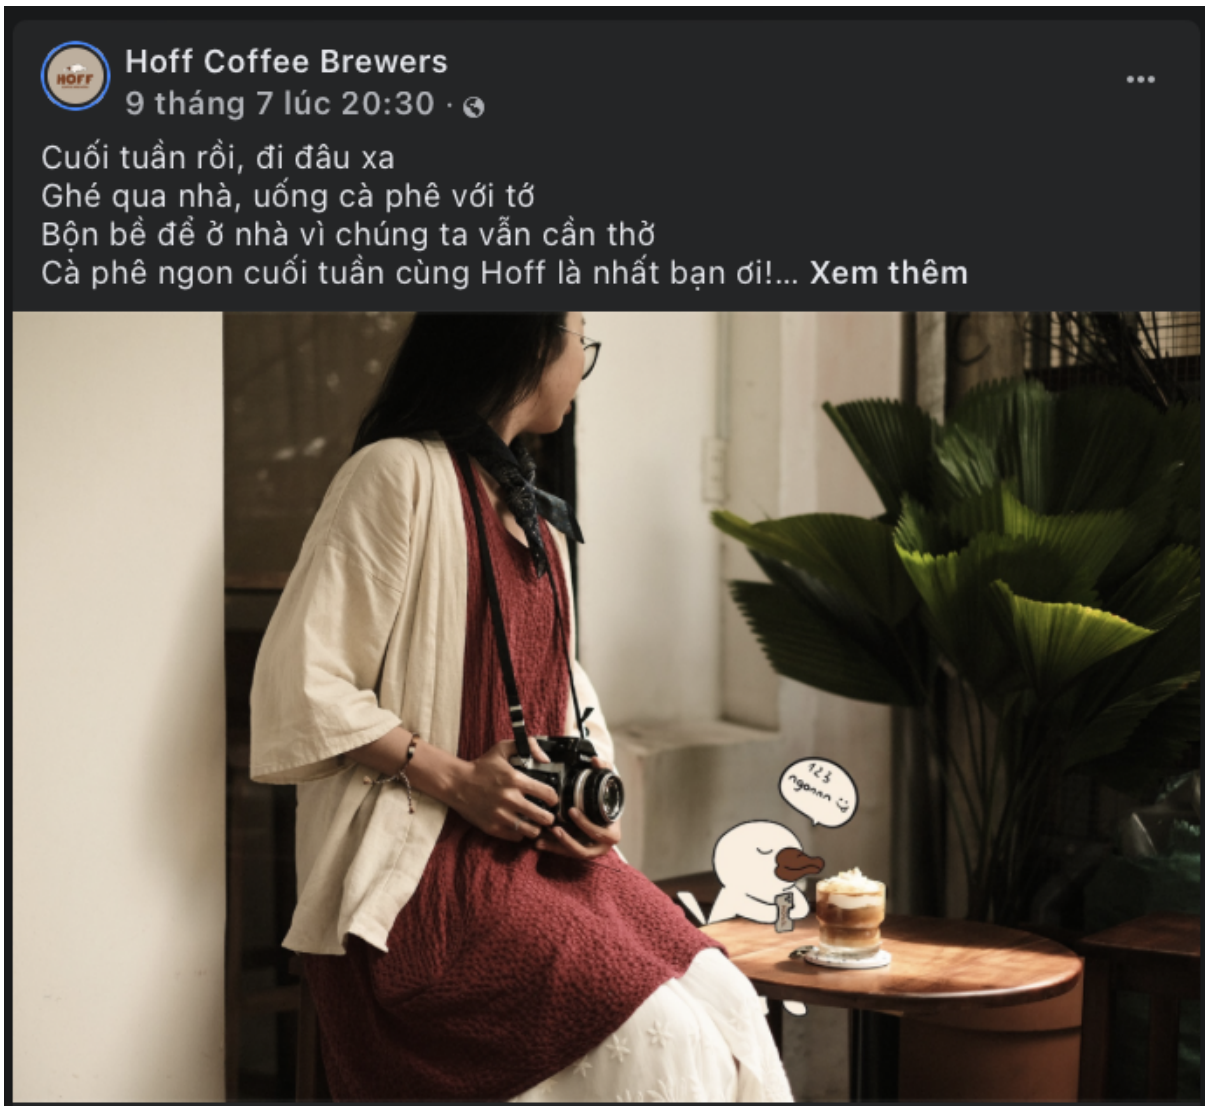 HOFF
Hoff Coffee Brewers
9 tháng 7 lúc 20:30 ·
Cuối tuần rồi, đi đâu xa
Ghé qua nhà, uống cà phê với tớ
Bộn bề để ở nhà vì chúng ta vẫn cần thở
Cà phê ngon cuối tuần cùng Hoff là nhất bạn ơi!... Xem thêm
123
ngonnn